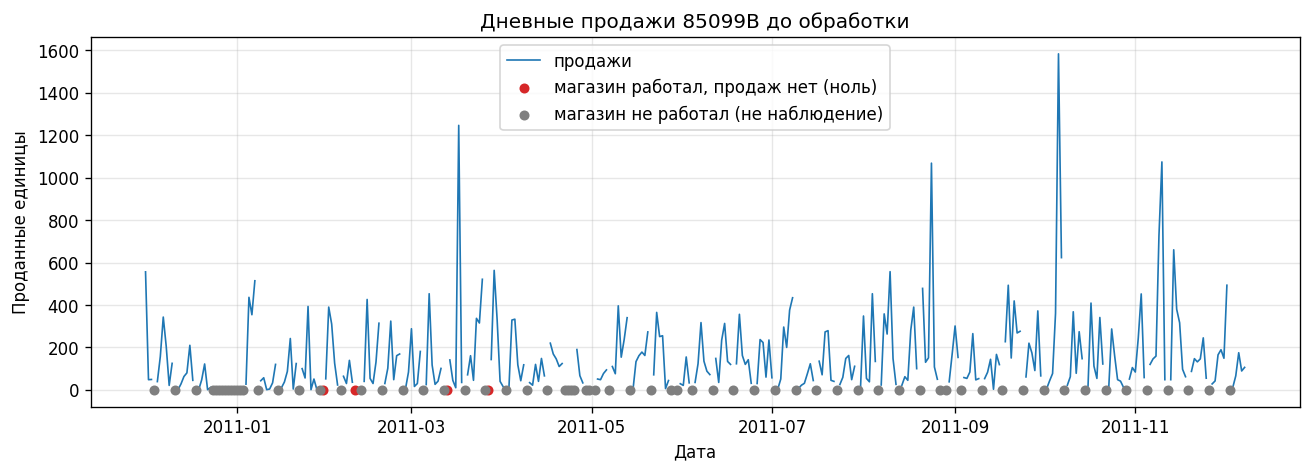 Дневные продажи 85099B до обработки
1600
1400
1200
1000
800
600
400
200
0
Проданные единицы
продажи
магазин работал, продаж нет (ноль)
магазин не работал (не наблюдение)
2011-01
2011-03
2011-05
2011-07
2011-09
2011-11
Дата